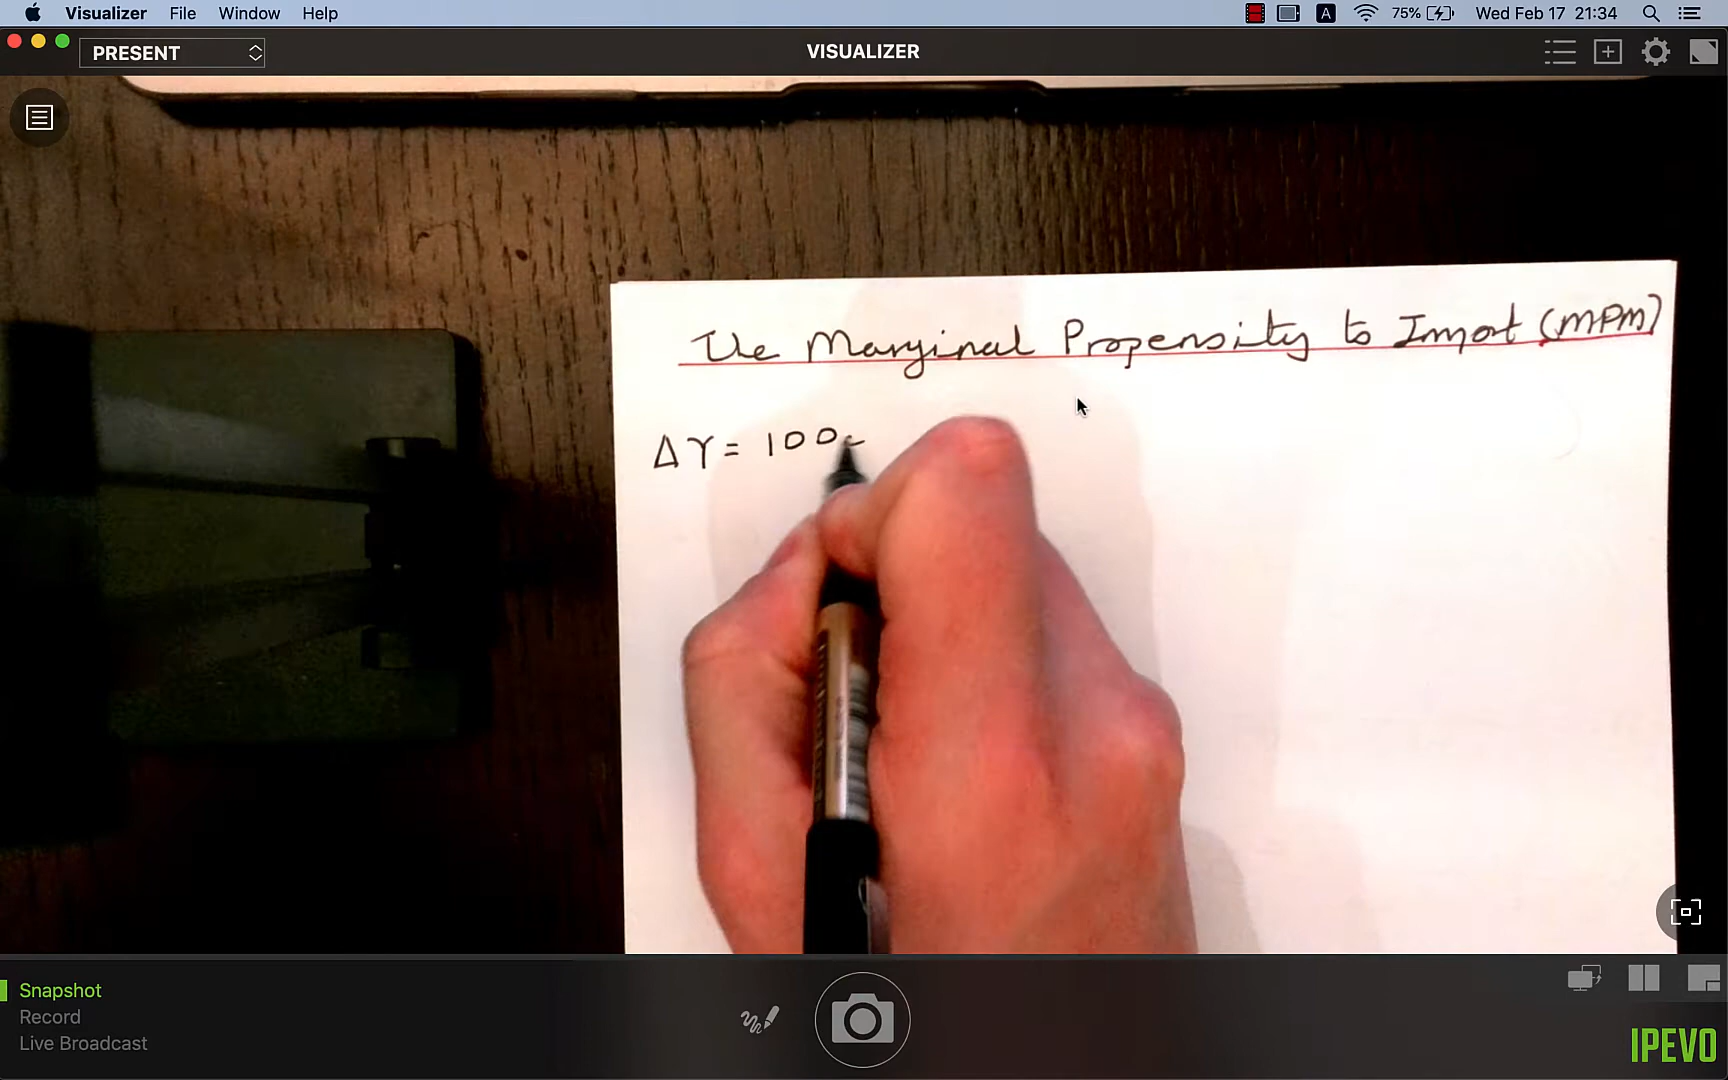 Visualizer File Window Help 75% Wed Feb 17 21:34
PRESENT VISUALIZER
The Marginal Propensity to Impot (MPM)
ΔY = 100
Snapshot
Record
Live Broadcast
IPEVO